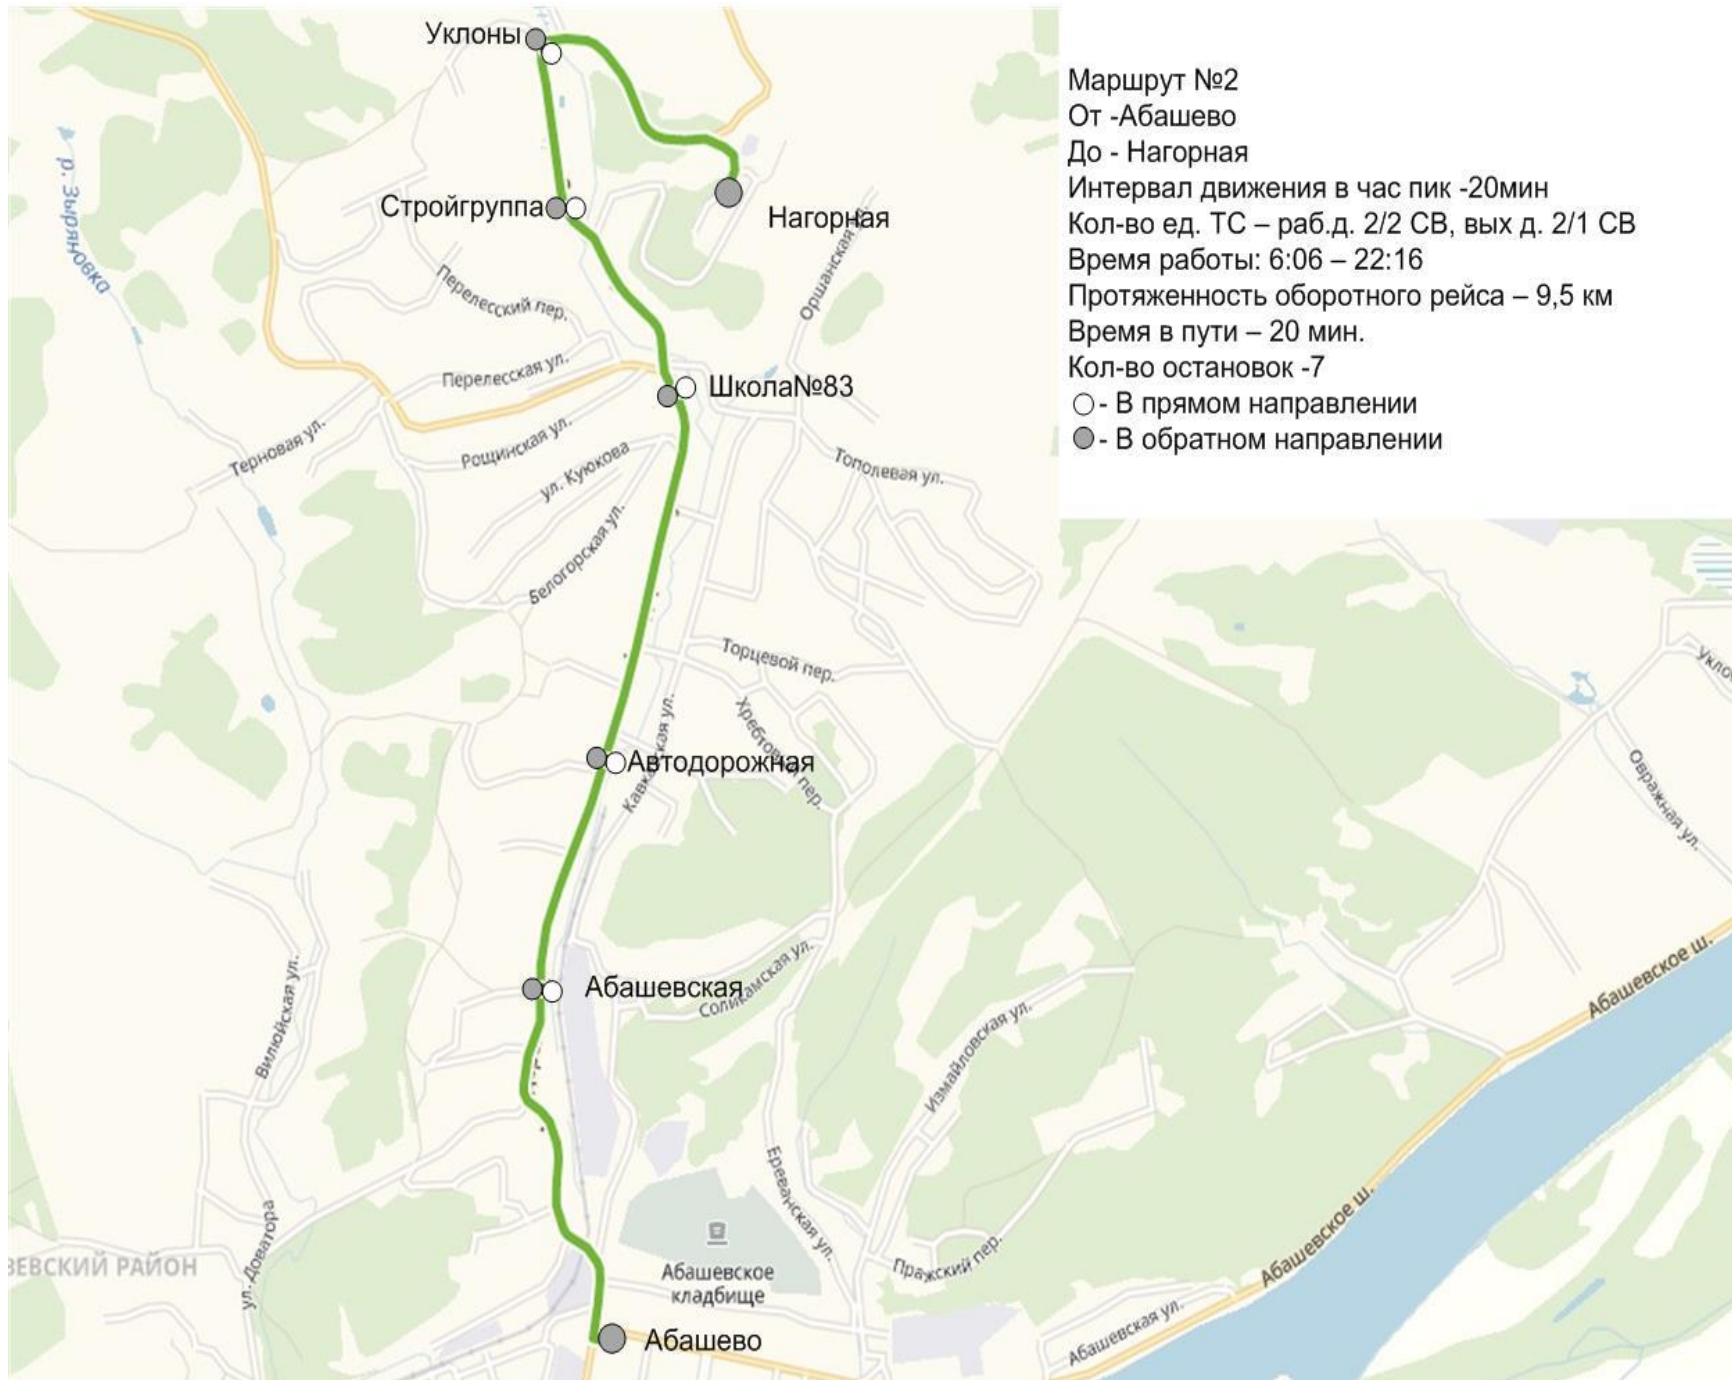 Уклоны
Стройгруппа
Нагорная
Школа№83
Автодорожная
Абашевская
Абашево
Маршрут №2
От -Абашево
До - Нагорная
Интервал движения в час пик -20мин
Кол-во ед. ТС – раб.д. 2/2 СВ, вых д. 2/1 СВ
Время работы: 6:06 – 22:16
Протяженность оборотного рейса – 9,5 км
Время в пути – 20 мин.
Кол-во остановок -7
- В прямом направлении
- В обратном направлении
р. Зыряновка
Перелесский пер.
Оршанская ул.
Перелесская ул.
Терновая ул.
Рощинская ул.
ул. Куюкова
Белогорская ул.
Тополевая ул.
Торцевой пер.
Хребтовый пер.
Кавказская ул.
Укло
Овражная ул.
Соликамская ул.
Вилюйская ул.
Измайловская ул.
Абашевское ш.
Ереванская ул.
ул. Доватора
ЗЕВСКИЙ РАЙОН
Абашевское
кладбище
Пражский пер.
Абашевское ш.
Абашевская ул.